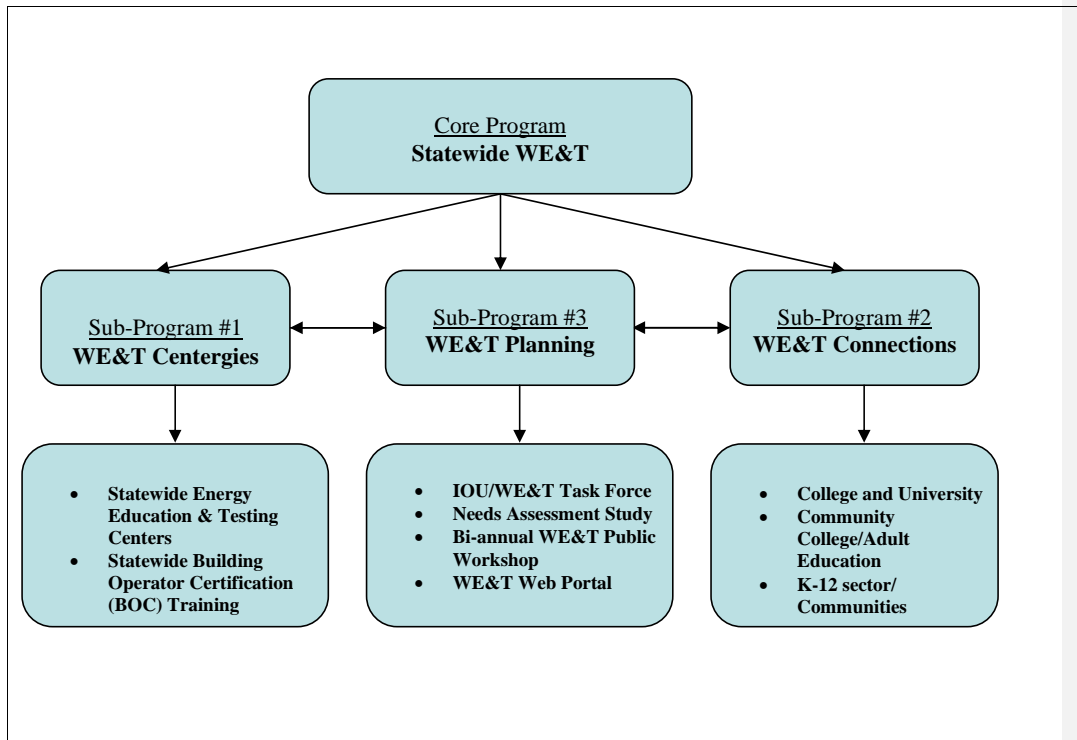 Core Program
Statewide WE&T
Sub-Program #1
WE&T Centergies
Sub-Program #3
WE&T Planning
Sub-Program #2
WE&T Connections
• Statewide Energy
Education & Testing
Centers
• Statewide Building
Operator Certification
(BOC) Training
• IOU/WE&T Task Force
• Needs Assessment Study
• Bi-annual WE&T Public
Workshop
• WE&T Web Portal
• College and University
• Community
College/Adult
Education
• K-12 sector/
Communities